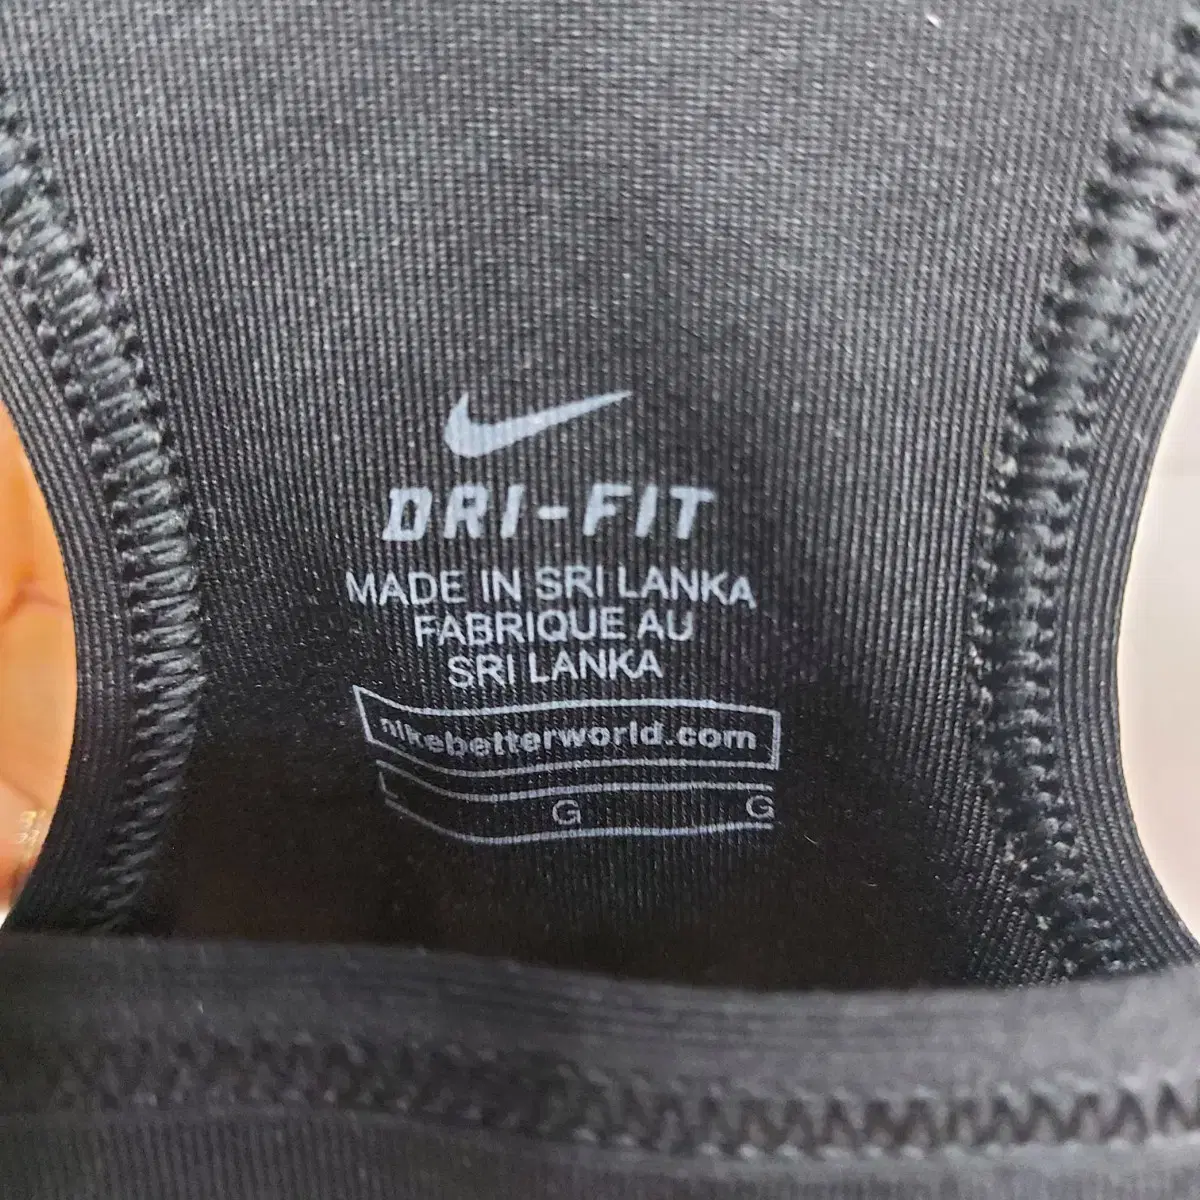 DRI-FIT
MADE IN SRI LANKA
FABRIQUE AU
SRI LANKA
nikebetterworld.com
G G